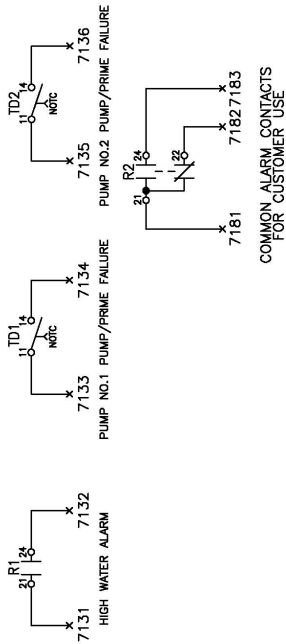 R1
21 24
7131 7132
HIGH WATER ALARM
TD1
11 14
NOTC
7133 7134
PUMP NO.1 PUMP/PRIME FAILURE
TD2
11 14
NOTC
7135 7136
PUMP NO.2 PUMP/PRIME FAILURE
R2
21 24
22
7181 7182 7183
COMMON ALARM CONTACTS
FOR CUSTOMER USE